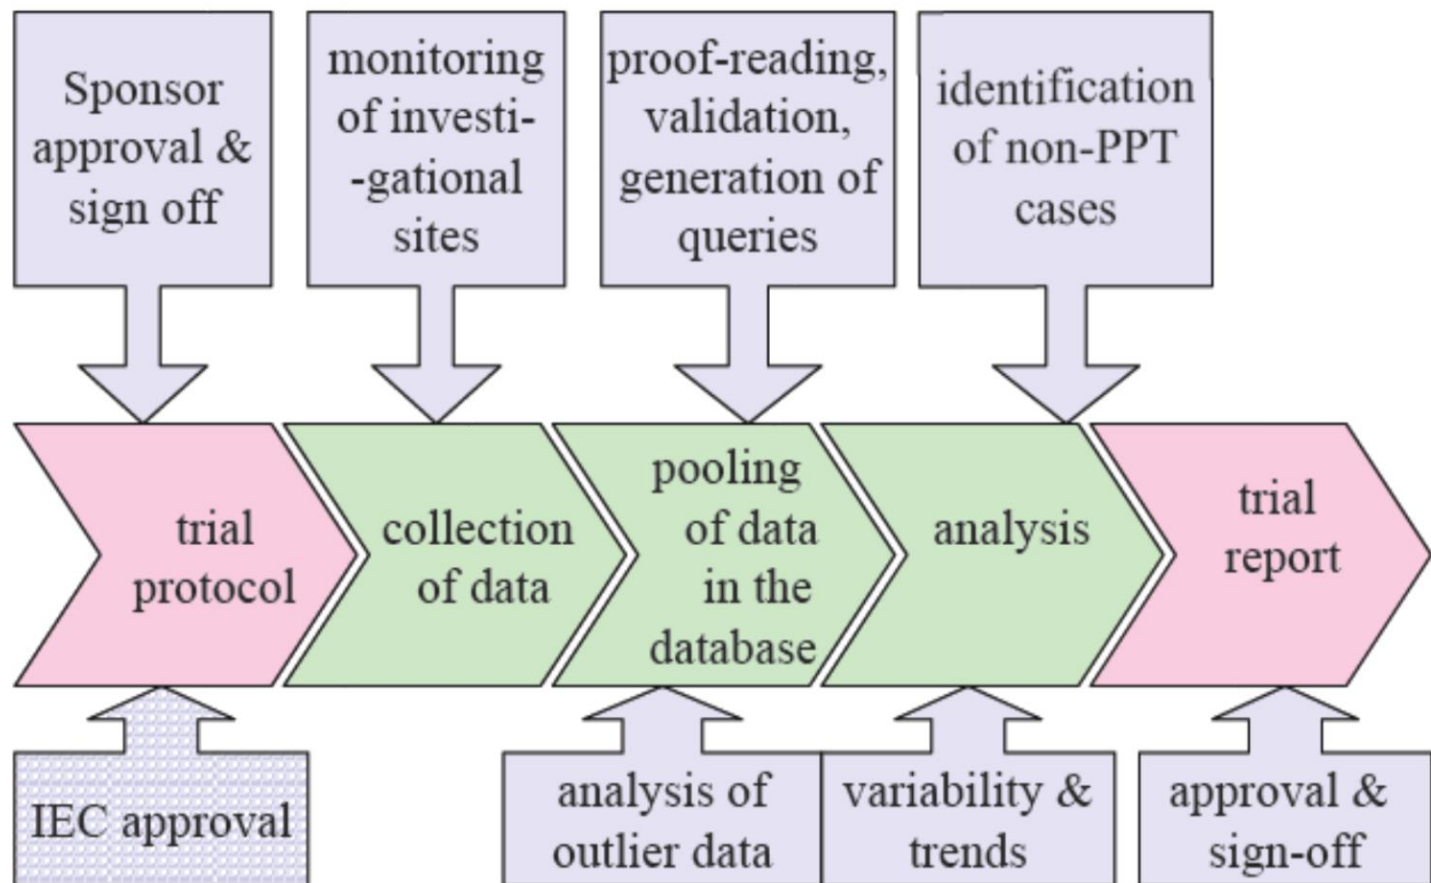 Sponsor
approval &
sign off
monitoring
of investi-
-gational
sites
proof-reading,
validation,
generation of
queries
identification
of non-PPT
cases
trial
protocol
collection
of data
pooling
of data
in the
database
analysis
trial
report
IEC approval
analysis of
outlier data
variability &
trends
approval &
sign-off